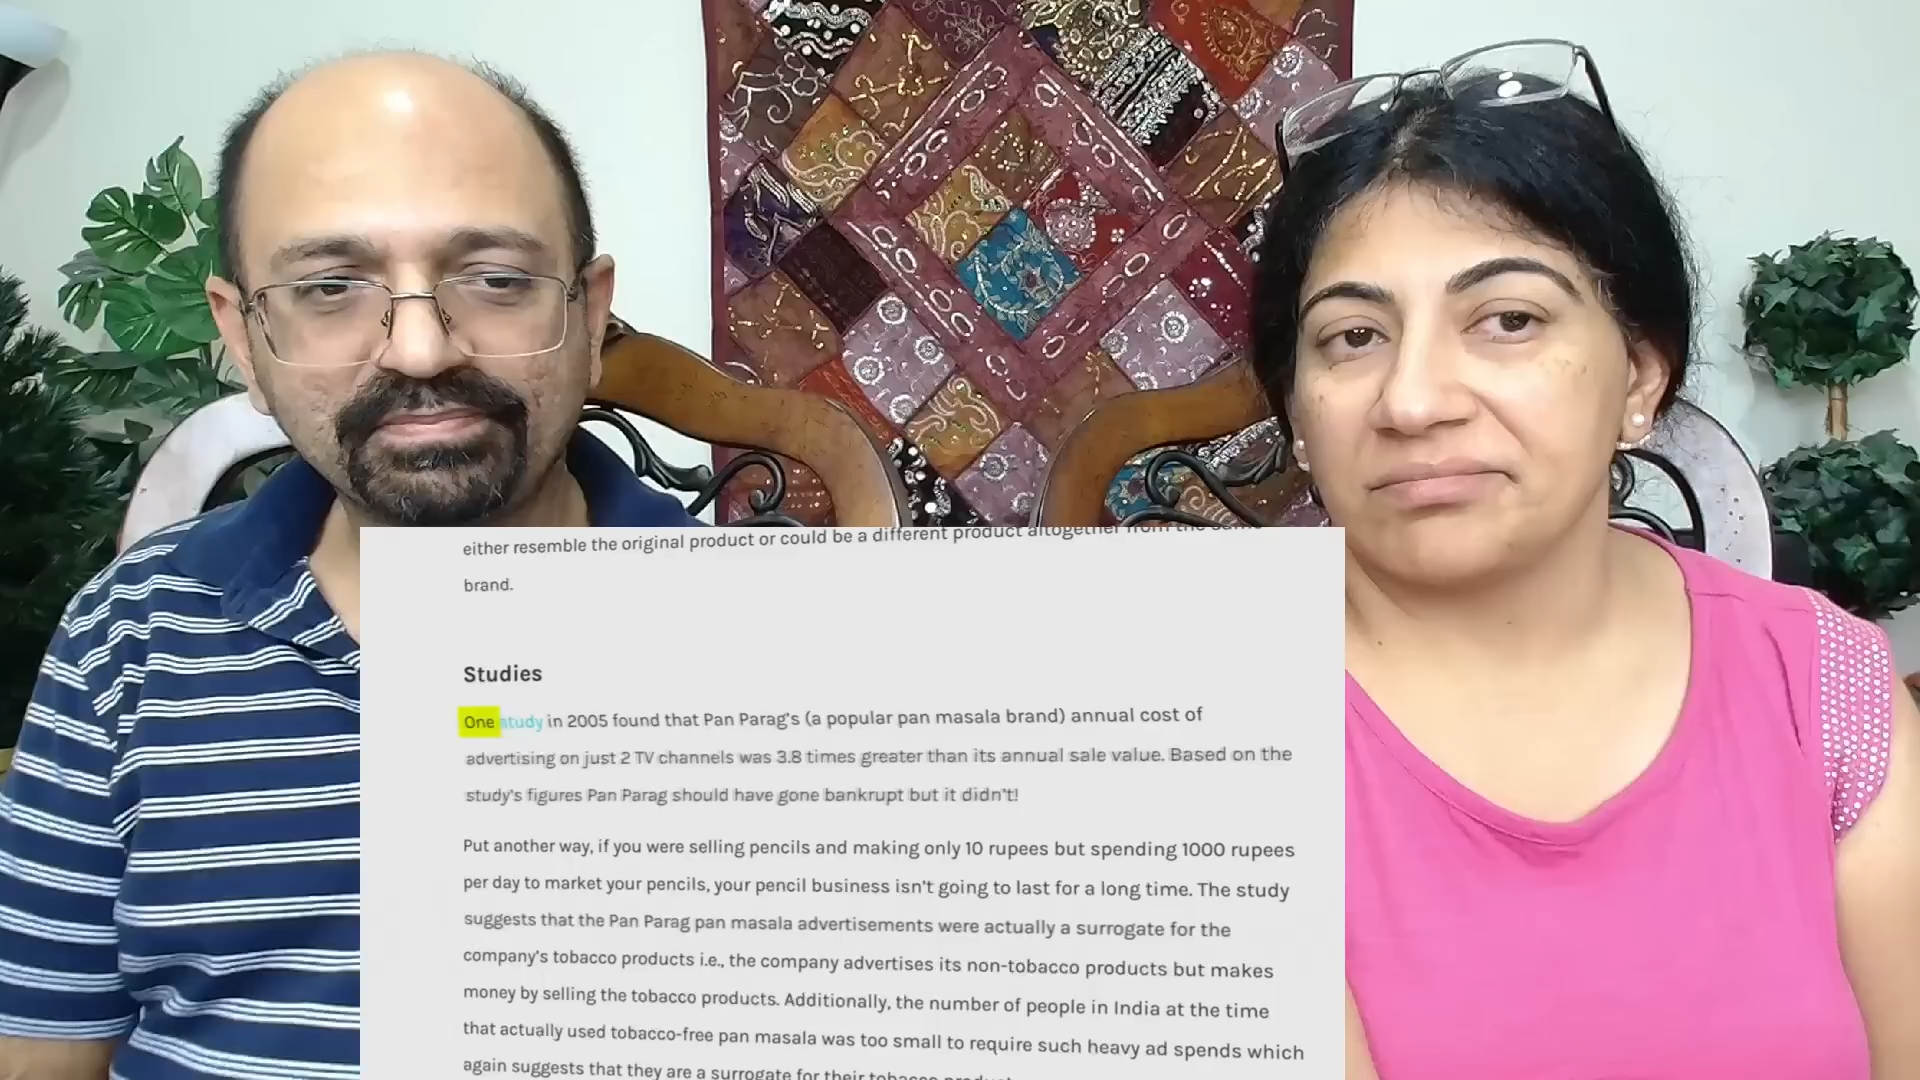 either resemble the original product or could be a different product altogether from the same
brand.
Studies
One study in 2005 found that Pan Parag's (a popular pan masala brand) annual cost of
advertising on just 2 TV channels was 3.8 times greater than its annual sale value. Based on the
study's figures Pan Parag should have gone bankrupt but it didn't!
Put another way, if you were selling pencils and making only 10 rupees but spending 1000 rupees
per day to market your pencils, your pencil business isn't going to last for a long time. The study
suggests that the Pan Parag pan masala advertisements were actually a surrogate for the
company's tobacco products i.e., the company advertises its non-tobacco products but makes
money by selling the tobacco products. Additionally, the number of people in India at the time
that actually used tobacco-free pan masala was too small to require such heavy ad spends which
again suggests that they are a surrogate for their tobacco